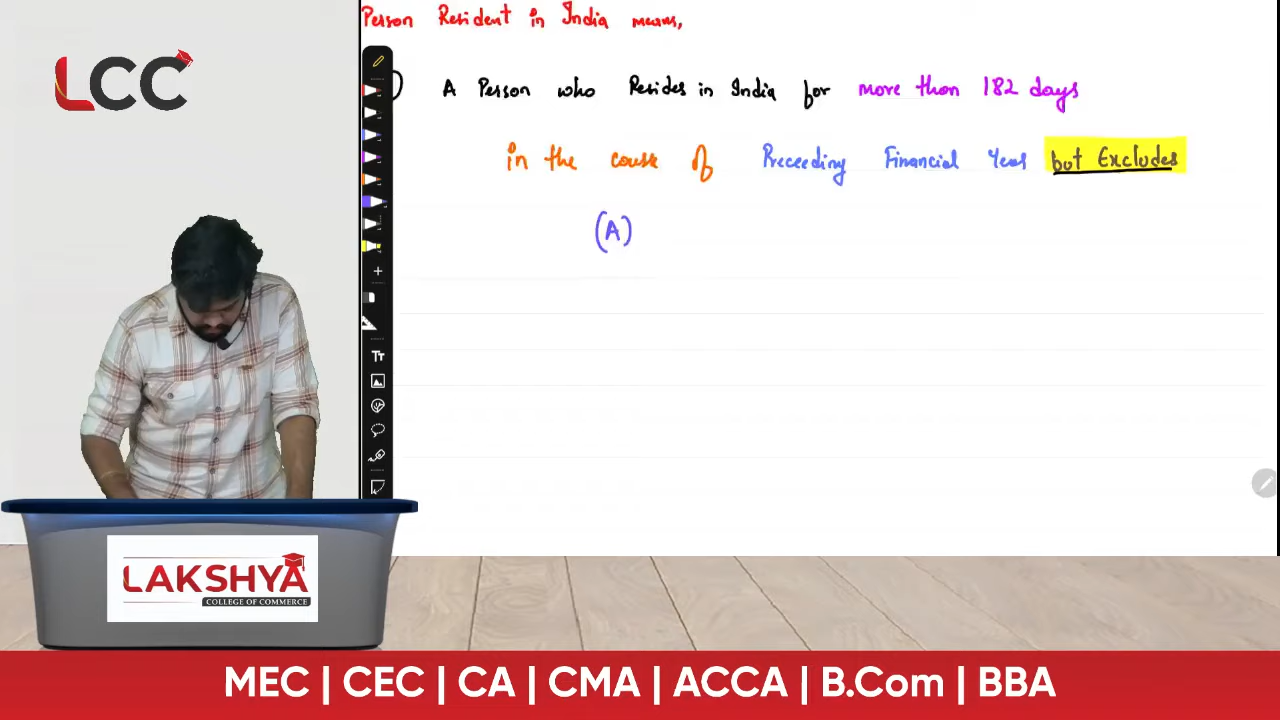 LCC
Person Resident in India means,
)
A Person who Resides in India for more than 182 days
in the course of Preceeding Financial Year but Excludes
(A)
Tт
LAKSHYA
COLLEGE OF COMMERCE
MEC | CEC | CA | CMA | ACCA | B.Com | BBA